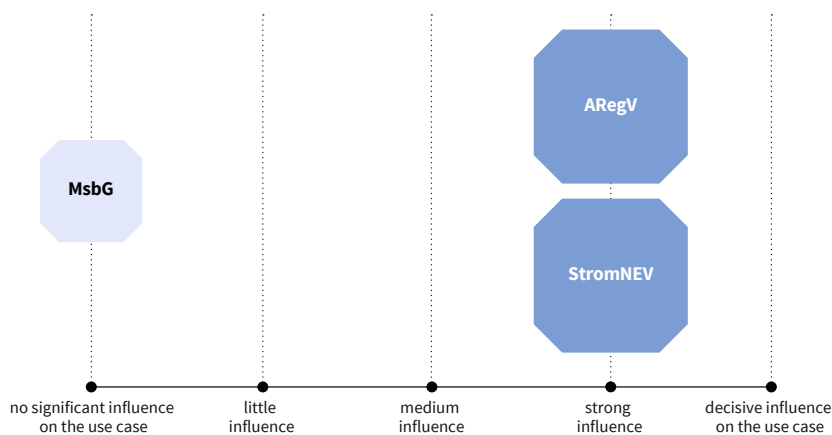 ARegV
MsbG
StromNEV
no significant influence
on the use case
little
influence
medium
influence
strong
influence
decisive influence
on the use case